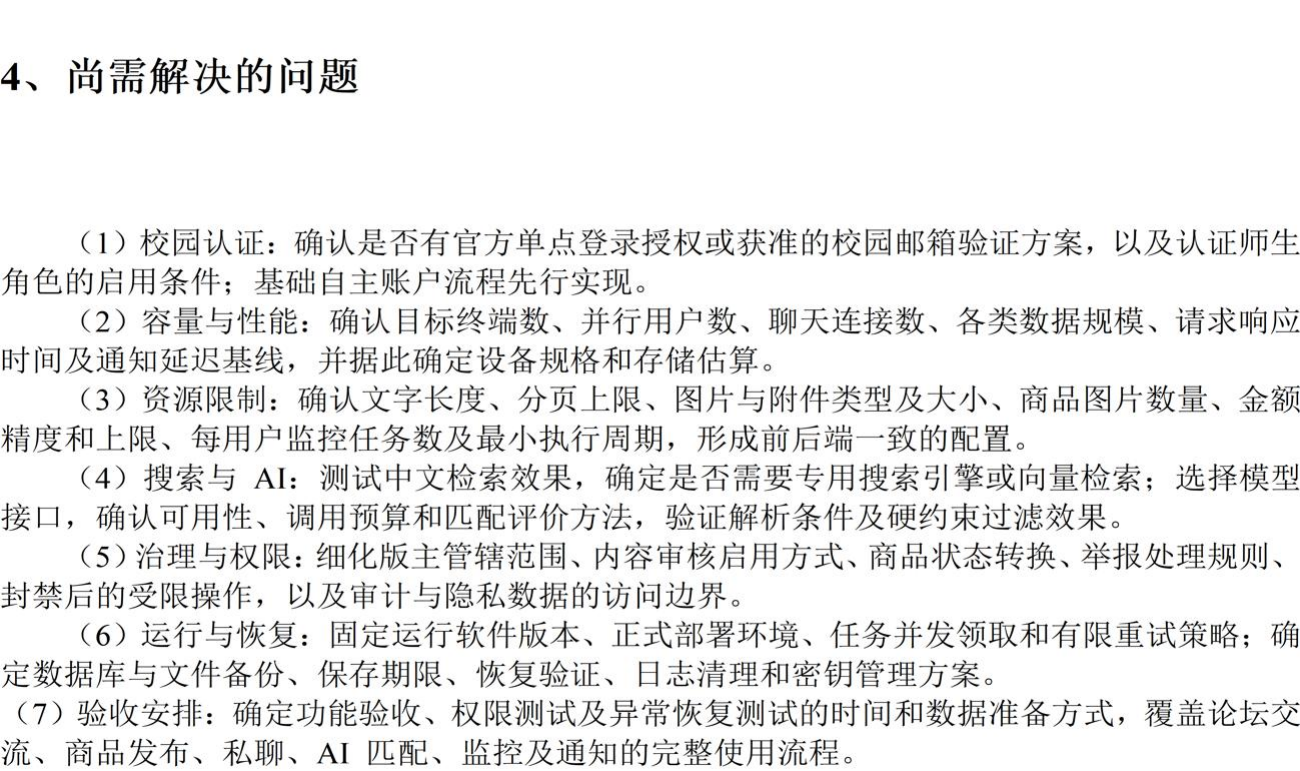 4、尚需解决的问题
（1）校园认证：确认是否有官方单点登录授权或获准的校园邮箱验证方案，以及认证师生
角色的启用条件；基础自主账户流程先行实现。
（2）容量与性能：确认目标终端数、并行用户数、聊天连接数、各类数据规模、请求响应
时间及通知延迟基线，并据此确定设备规格和存储估算。
（3）资源限制：确认文字长度、分页上限、图片与附件类型及大小、商品图片数量、金额
精度和上限、每用户监控任务数及最小执行周期，形成前后端一致的配置。
（4）搜索与 AI：测试中文检索效果，确定是否需要专用搜索引擎或向量检索；选择模型
接口，确认可用性、调用预算和匹配评价方法，验证解析条件及硬约束过滤效果。
（5）治理与权限：细化版主管辖范围、内容审核启用方式、商品状态转换、举报处理规则、
封禁后的受限操作，以及审计与隐私数据的访问边界。
（6）运行与恢复：固定运行软件版本、正式部署环境、任务并发领取和有限重试策略；确
定数据库与文件备份、保存期限、恢复验证、日志清理和密钥管理方案。
（7）验收安排：确定功能验收、权限测试及异常恢复测试的时间和数据准备方式，覆盖论坛交
流、商品发布、私聊、AI 匹配、监控及通知的完整使用流程。